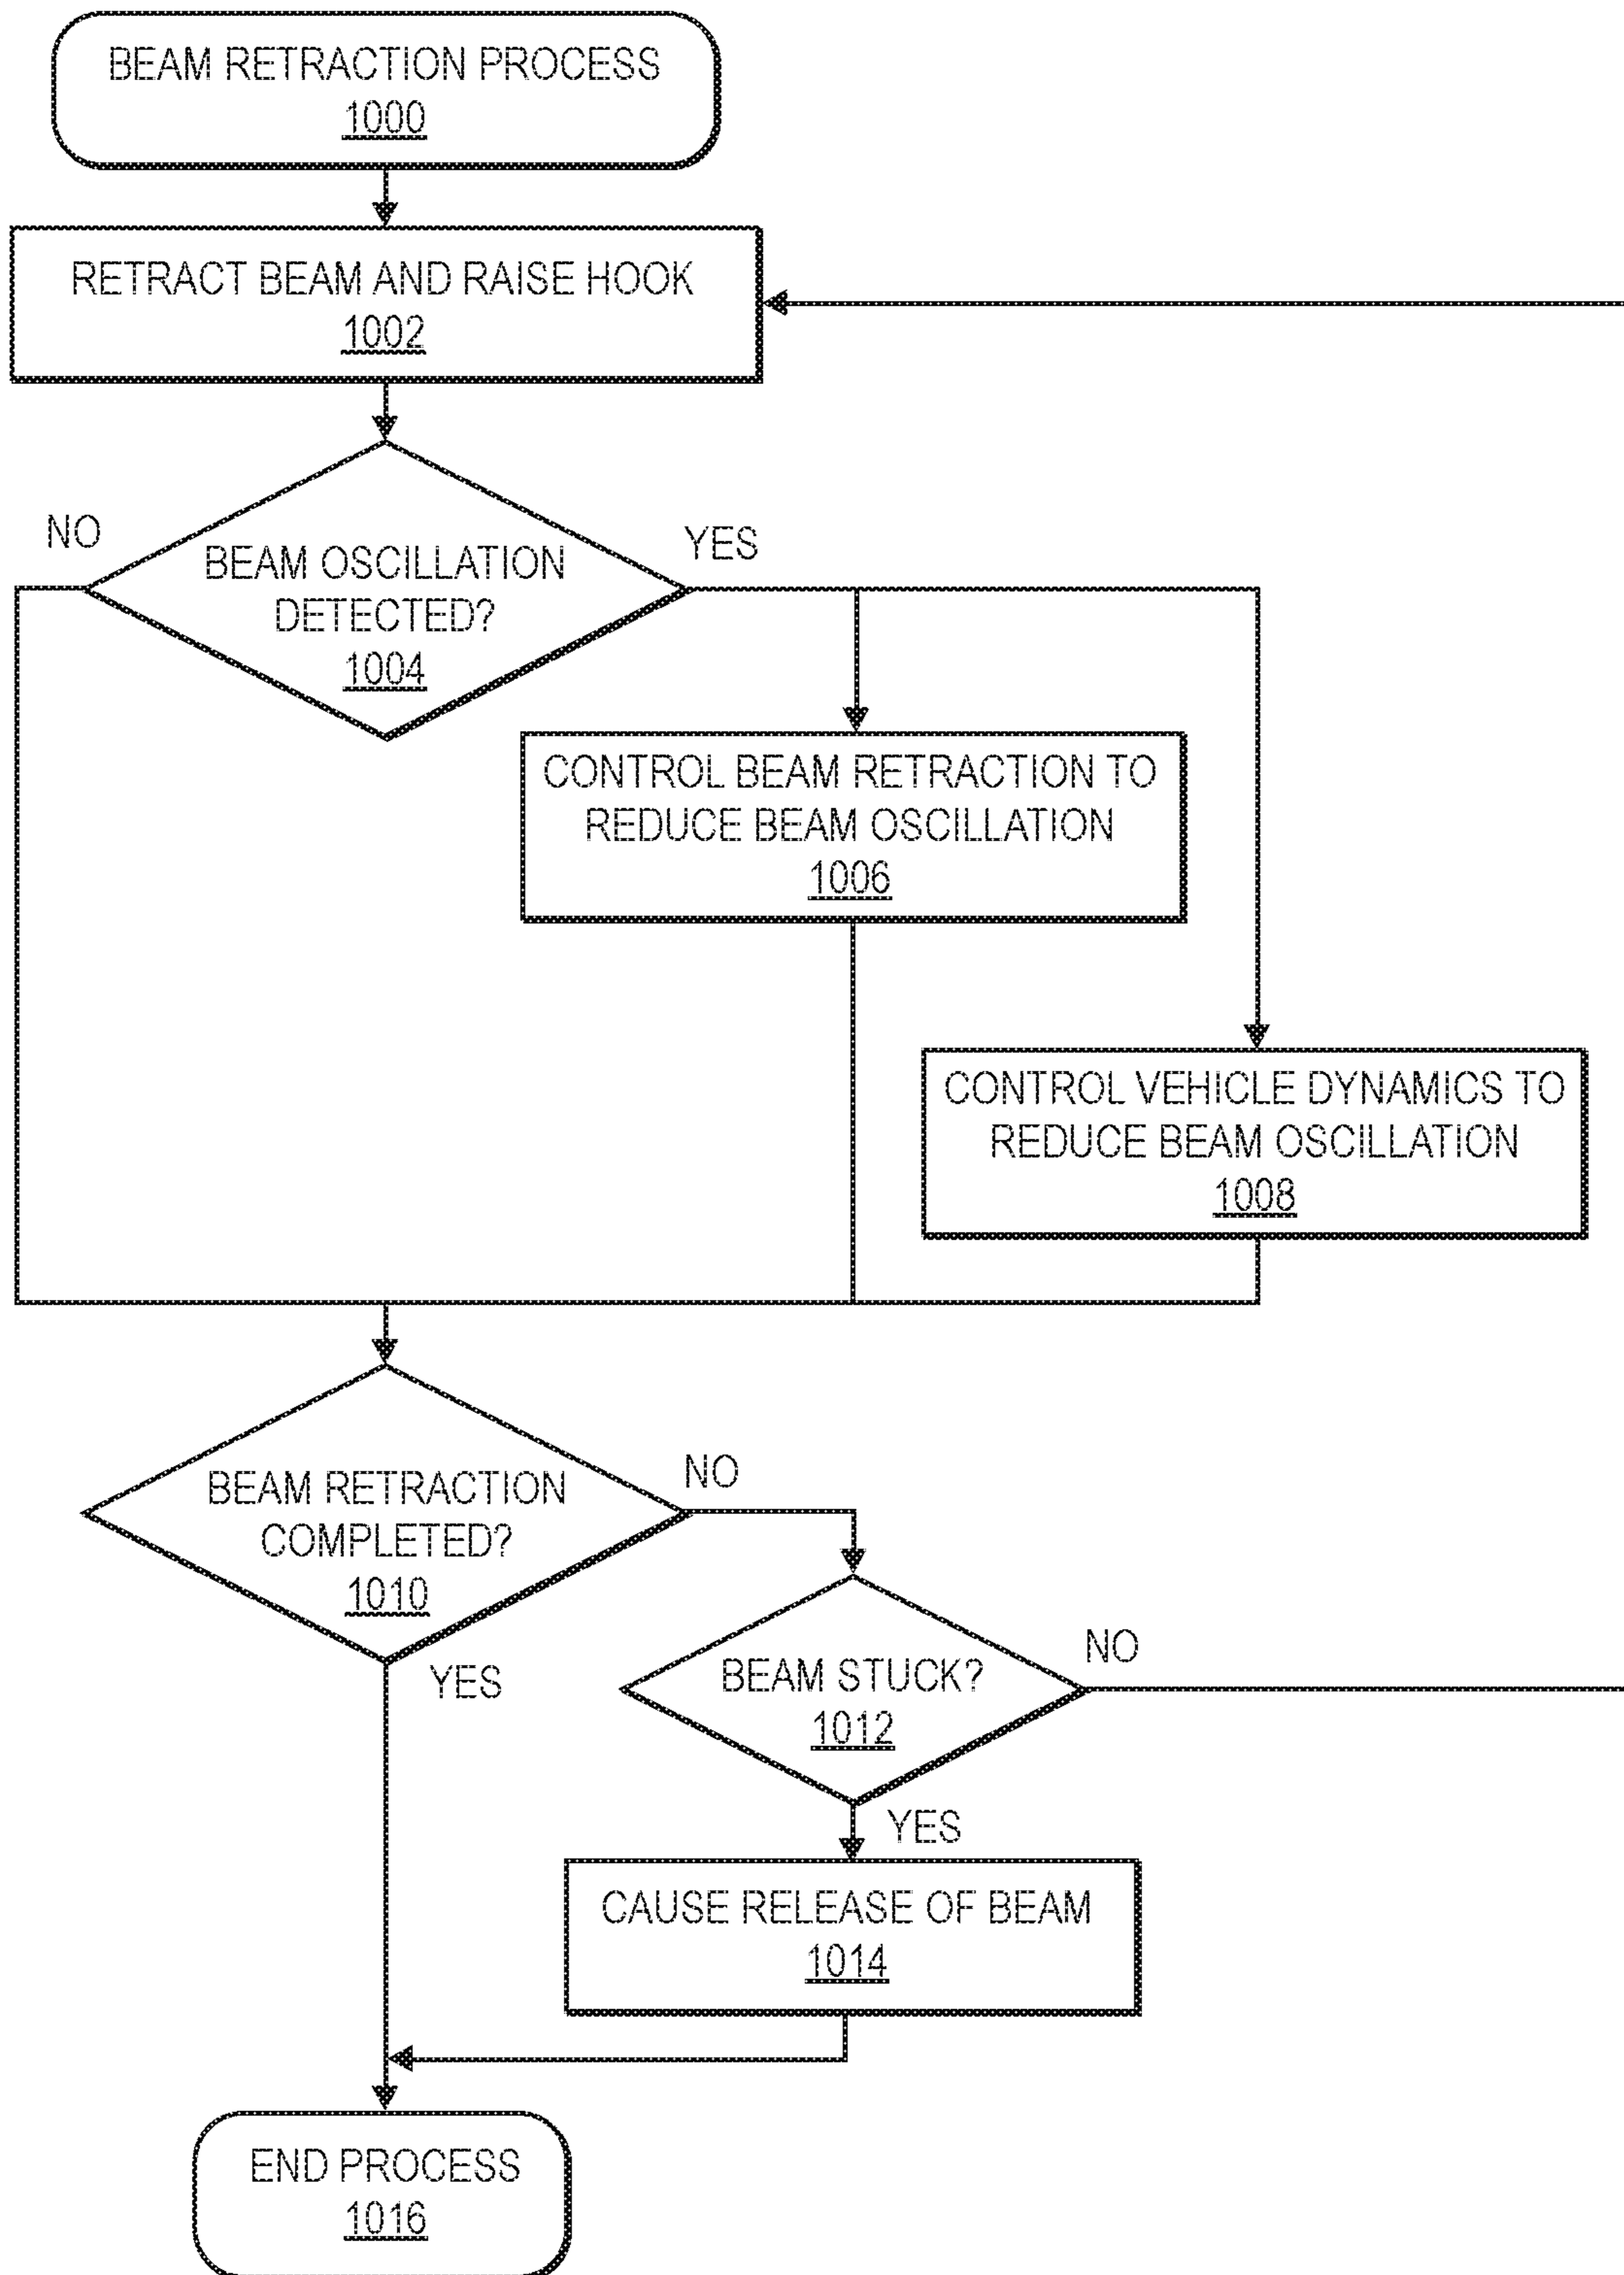 BEAM RETRACTION PROCESS
1000
RETRACT BEAM AND RAISE HOOK
1002
NO
YES
BEAM OSCILLATION
DETECTED?
1004
CONTROL BEAM RETRACTION TO
REDUCE BEAM OSCILLATION
1006
CONTROL VEHICLE DYNAMICS TO
REDUCE BEAM OSCILLATION
1008
BEAM RETRACTION
COMPLETED?
1010
NO
YES
BEAM STUCK?
1012
NO
YES
CAUSE RELEASE OF BEAM
1014
END PROCESS
1016